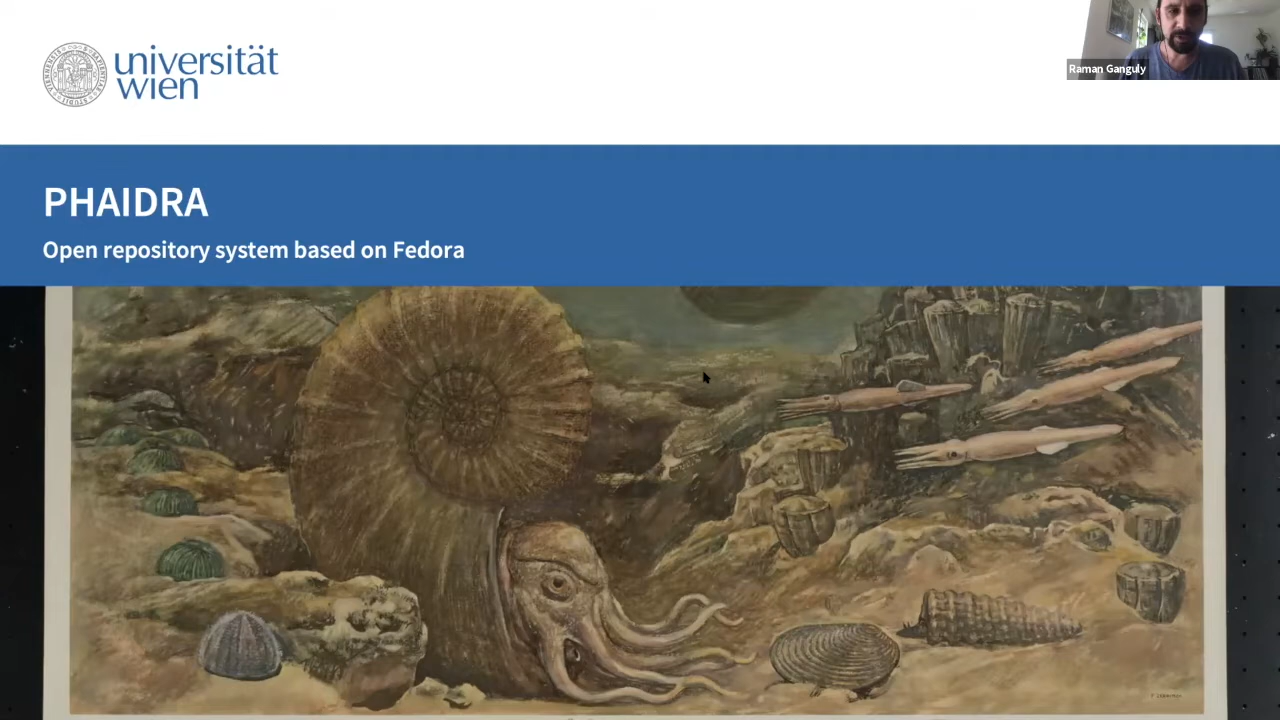 universität
wien
Raman Ganguly
PHAIDRA
Open repository system based on Fedora